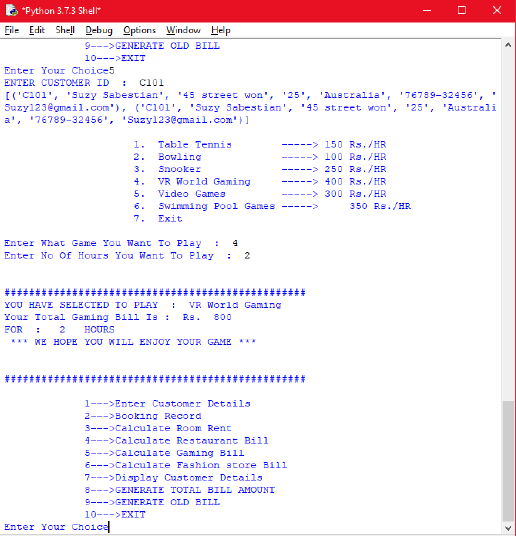 *Python 3.7.3 Shell*
File Edit Shell Debug Options Window Help
9--->GENERATE OLD BILL
10--->EXIT
Enter Your Choice5
ENTER CUSTOMER ID : C101
[('C101', 'Suzy Sabestian', '45 street won', '25', 'Australia', '76789-32456', '
Suzy123@gmail.com'), ('C101', 'Suzy Sabestian', '45 street won', '25', 'Australi
a', '76789-32456', 'Suzy123@gmail.com')]
1. Table Tennis -----> 150 Rs./HR
2. Bowling -----> 100 Rs./HR
3. Snooker -----> 250 Rs./HR
4. VR World Gaming -----> 400 Rs./HR
5. Video Games -----> 300 Rs./HR
6. Swimming Pool Games -----> 350 Rs./HR
7. Exit
Enter What Game You Want To Play : 4
Enter No Of Hours You Want To Play : 2
#################################################
YOU HAVE SELECTED TO PLAY : VR World Gaming
Your Total Gaming Bill Is : Rs. 800
FOR : 2 HOURS
*** WE HOPE YOU WILL ENJOY YOUR GAME ***
#################################################
1--->Enter Customer Details
2--->Booking Record
3--->Calculate Room Rent
4--->Calculate Restaurant Bill
5--->Calculate Gaming Bill
6--->Calculate Fashion store Bill
7--->Display Customer Details
8--->GENERATE TOTAL BILL AMOUNT
9--->GENERATE OLD BILL
10--->EXIT
Enter Your Choice